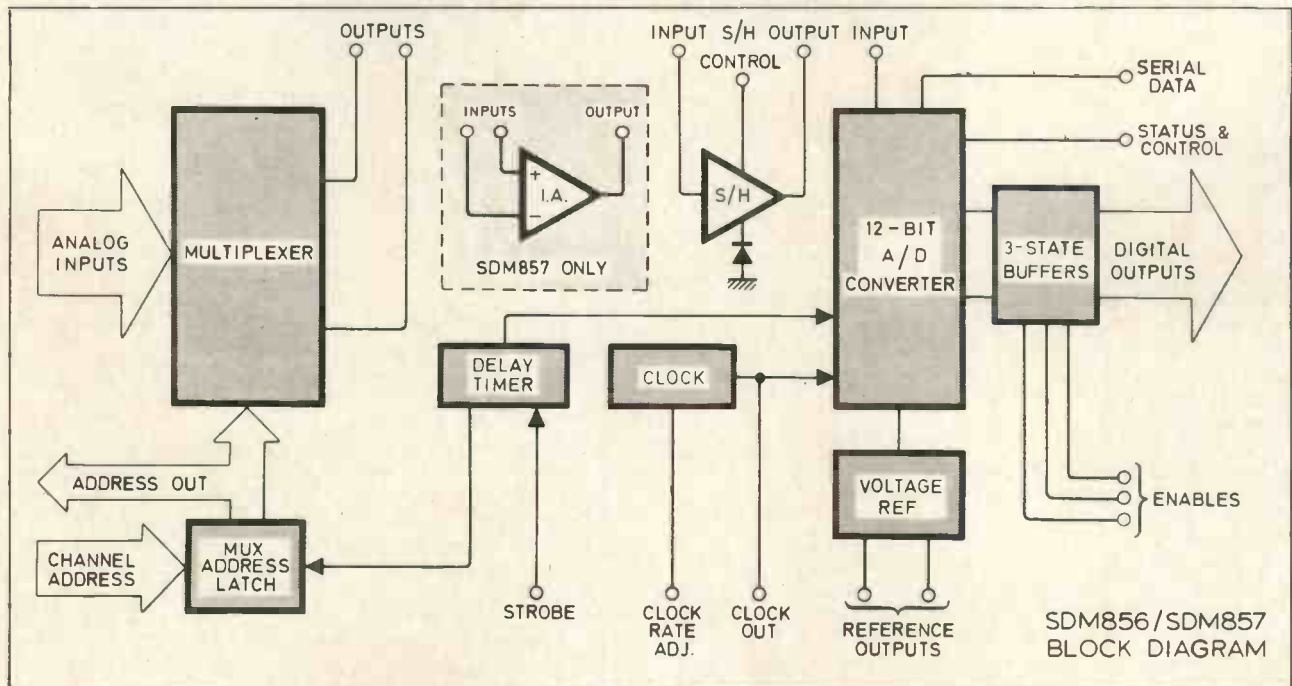 OUTPUTS
INPUT S/H OUTPUT INPUT
CONTROL
SERIAL
DATA
STATUS &
CONTROL
INPUTS
OUTPUT
+
I.A.
−
SDM857 ONLY
S/H
ANALOG
INPUTS
MULTIPLEXER
12-BIT
A/D
CONVERTER
3-STATE
BUFFERS
DIGITAL
OUTPUTS
DELAY
TIMER
CLOCK
ADDRESS OUT
VOLTAGE
REF
ENABLES
CHANNEL
ADDRESS
MUX
ADDRESS
LATCH
STROBE
CLOCK
RATE
ADJ.
CLOCK
OUT
REFERENCE
OUTPUTS
SDM856/SDM857
BLOCK DIAGRAM